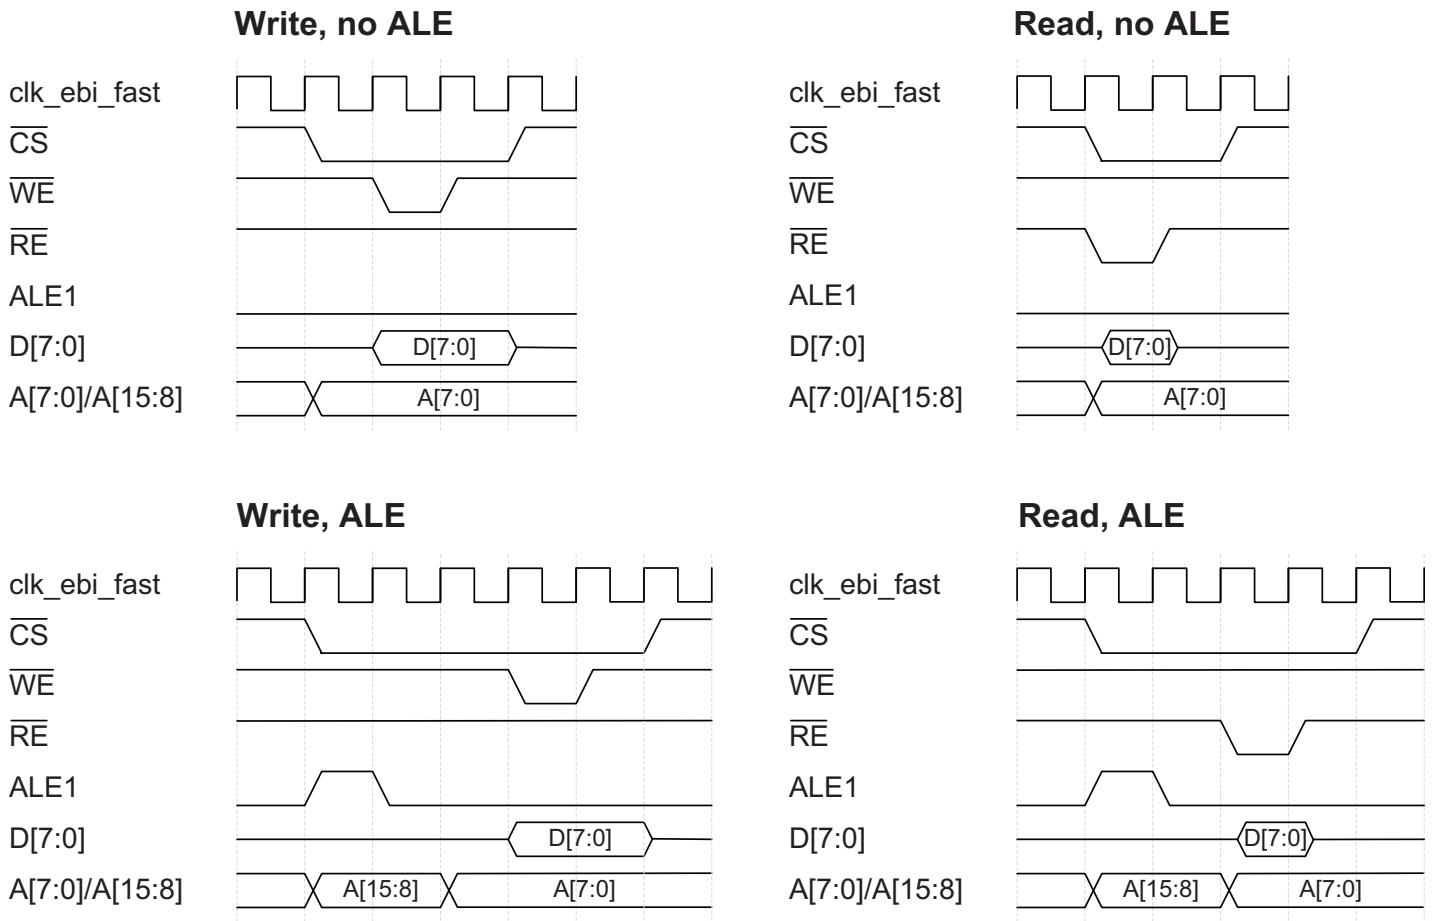 Write, no ALE
clk_ebi_fast
CS
WE
RE
ALE1
D[7:0]
D[7:0]
A[7:0]/A[15:8]
A[7:0]
Read, no ALE
clk_ebi_fast
CS
WE
RE
ALE1
D[7:0]
D[7:0]
A[7:0]/A[15:8]
A[7:0]
Write, ALE
clk_ebi_fast
CS
WE
RE
ALE1
D[7:0]
D[7:0]
A[7:0]/A[15:8]
A[15:8]
A[7:0]
Read, ALE
clk_ebi_fast
CS
WE
RE
ALE1
D[7:0]
D[7:0]
A[7:0]/A[15:8]
A[15:8]
A[7:0]